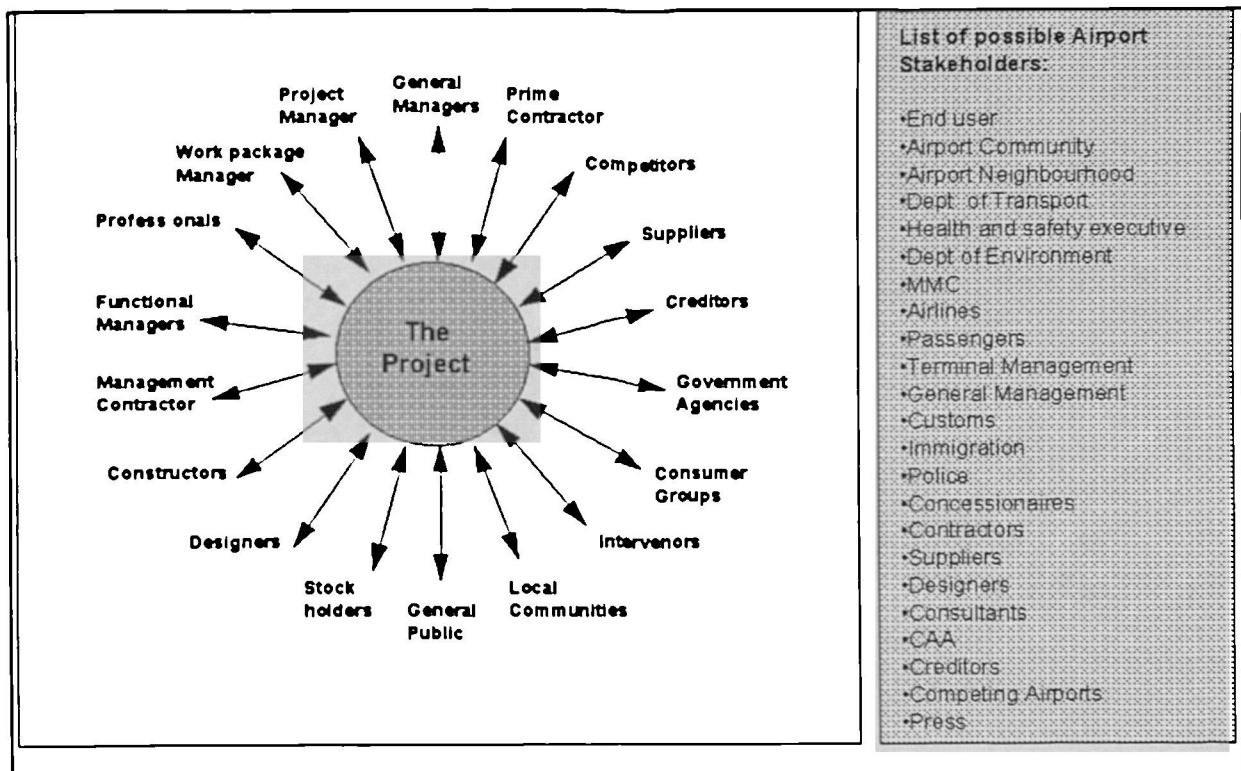 General
Managers
Prime
Contractor
Competitors
Suppliers
Creditors
Government
Agencies
Consumer
Groups
Intervenors
Local
Communities
General
Public
Stock
holders
Designers
Constructors
Management
Contractor
Functional
Managers
Profess onals
Work package
Manager
Project
Manager
The
Project
List of possible Airport
Stakeholders:
•End user
•Airport Community
•Airport Neighbourhood
•Dept. of Transport
•Health and safety executive
•Dept of Environment
•MMC
•Airlines
•Passengers
•Terminal Management
•General Management
•Customs
•Immigration
•Police
•Concessionaires
•Contractors
•Suppliers
•Designers
•Consultants
•CAA
•Creditors
•Competing Airports
•Press